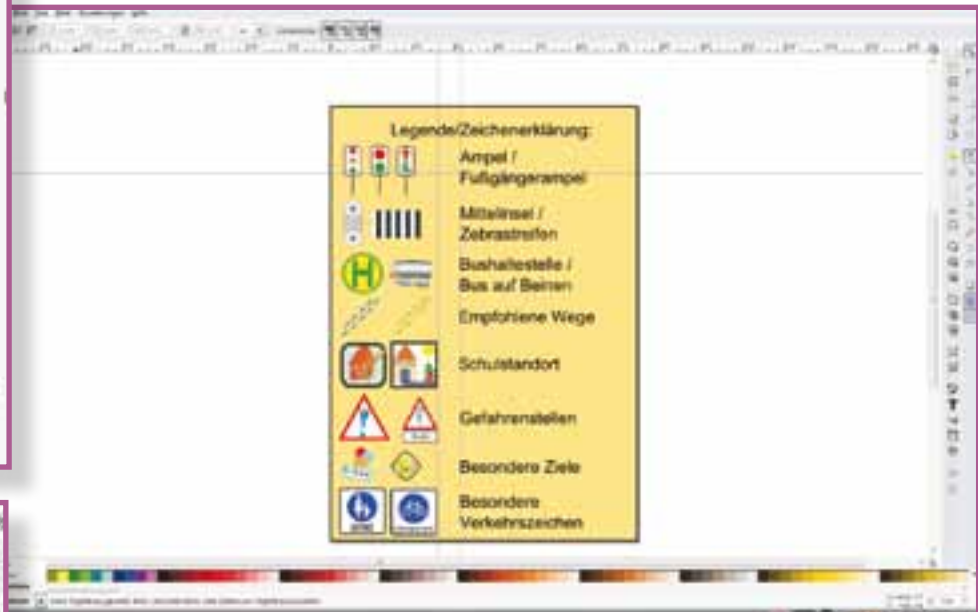 Legende/Zeichenerklärung:
Ampel /
Fußgängerampel
Mittelinsel /
Zebrastreifen
H
Bushaltestelle /
Bus auf Beinen
Empfohlene Wege
Schulstandort
Gefahrenstellen
Besondere Ziele
Besondere
Verkehrszeichen